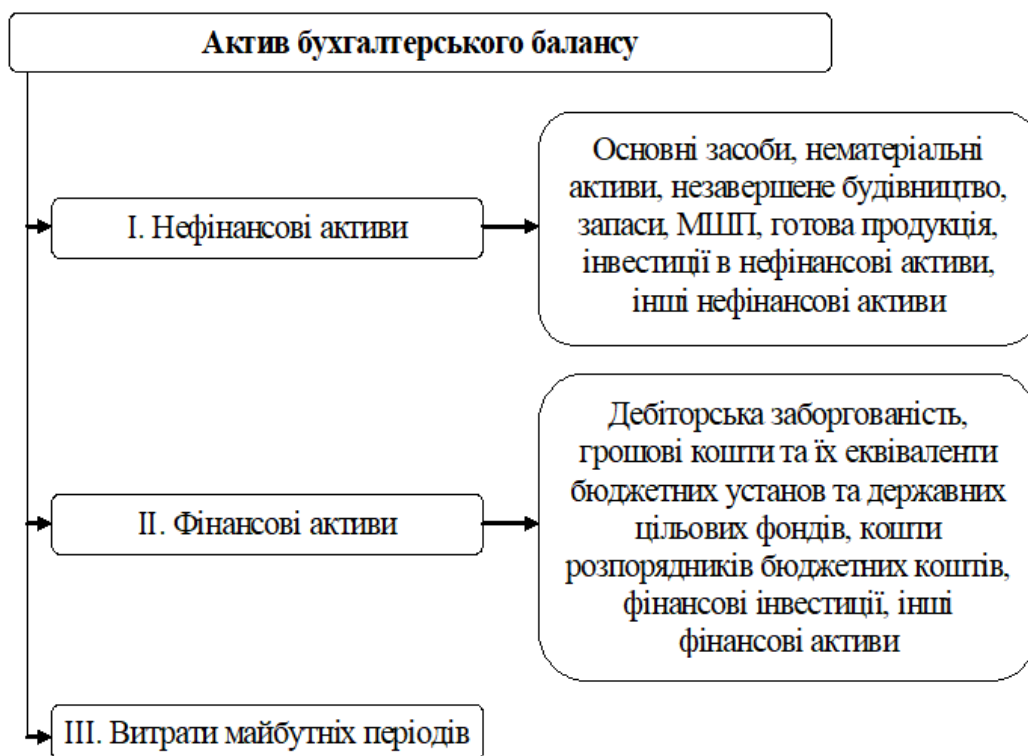 Актив бухгалтерського балансу
І. Нефінансові активи
Основні засоби, нематеріальні
активи, незавершене будівництво,
запаси, МШП, готова продукція,
інвестиції в нефінансові активи,
інші нефінансові активи
ІІ. Фінансові активи
Дебіторська заборгованість,
грошові кошти та їх еквіваленти
бюджетних установ та державних
цільових фондів, кошти
розпорядників бюджетних коштів,
фінансові інвестиції, інші
фінансові активи
ІІІ. Витрати майбутніх періодів